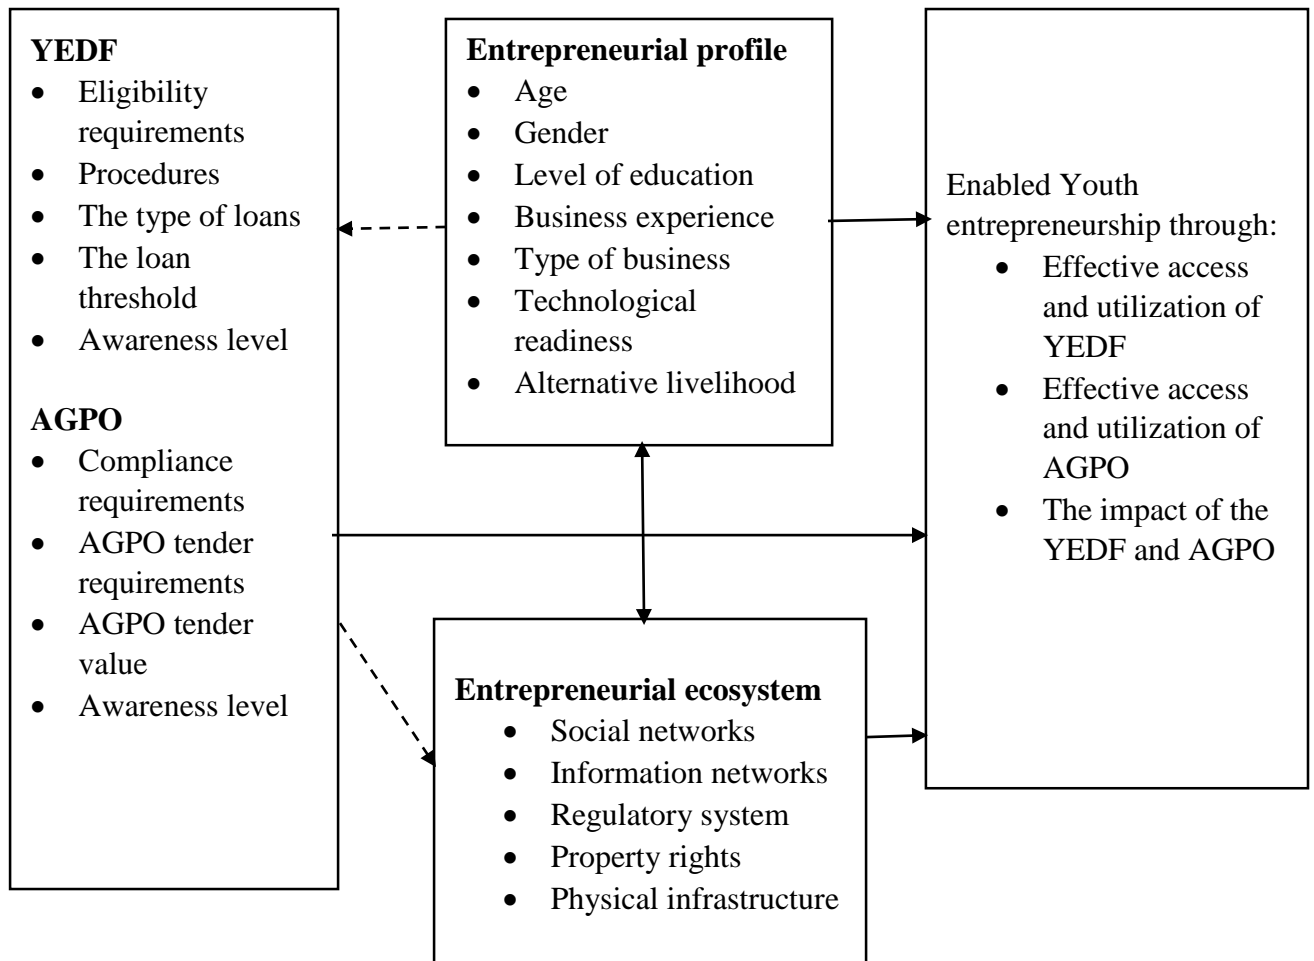 YEDF
• Eligibility
requirements
• Procedures
• The type of loans
• The loan
threshold
• Awareness level
AGPO
• Compliance
requirements
• AGPO tender
requirements
• AGPO tender
value
• Awareness level
Entrepreneurial profile
• Age
• Gender
• Level of education
• Business experience
• Type of business
• Technological
readiness
• Alternative livelihood
Entrepreneurial ecosystem
• Social networks
• Information networks
• Regulatory system
• Property rights
• Physical infrastructure
Enabled Youth
entrepreneurship through:
• Effective access
and utilization of
YEDF
• Effective access
and utilization of
AGPO
• The impact of the
YEDF and AGPO